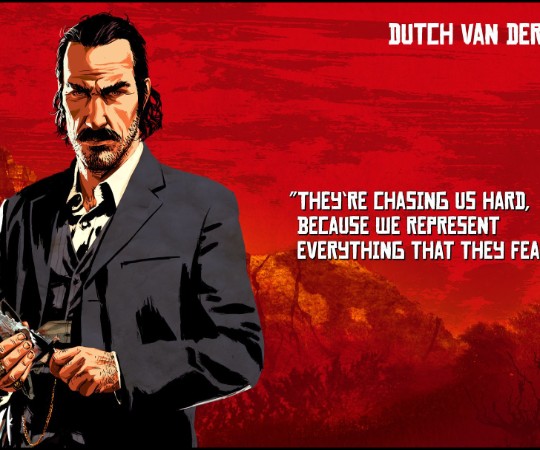 DUTCH VAN DER
"THEY'RE CHASING US HARD,
BECAUSE WE REPRESENT
EVERYTHING THAT THEY FEA